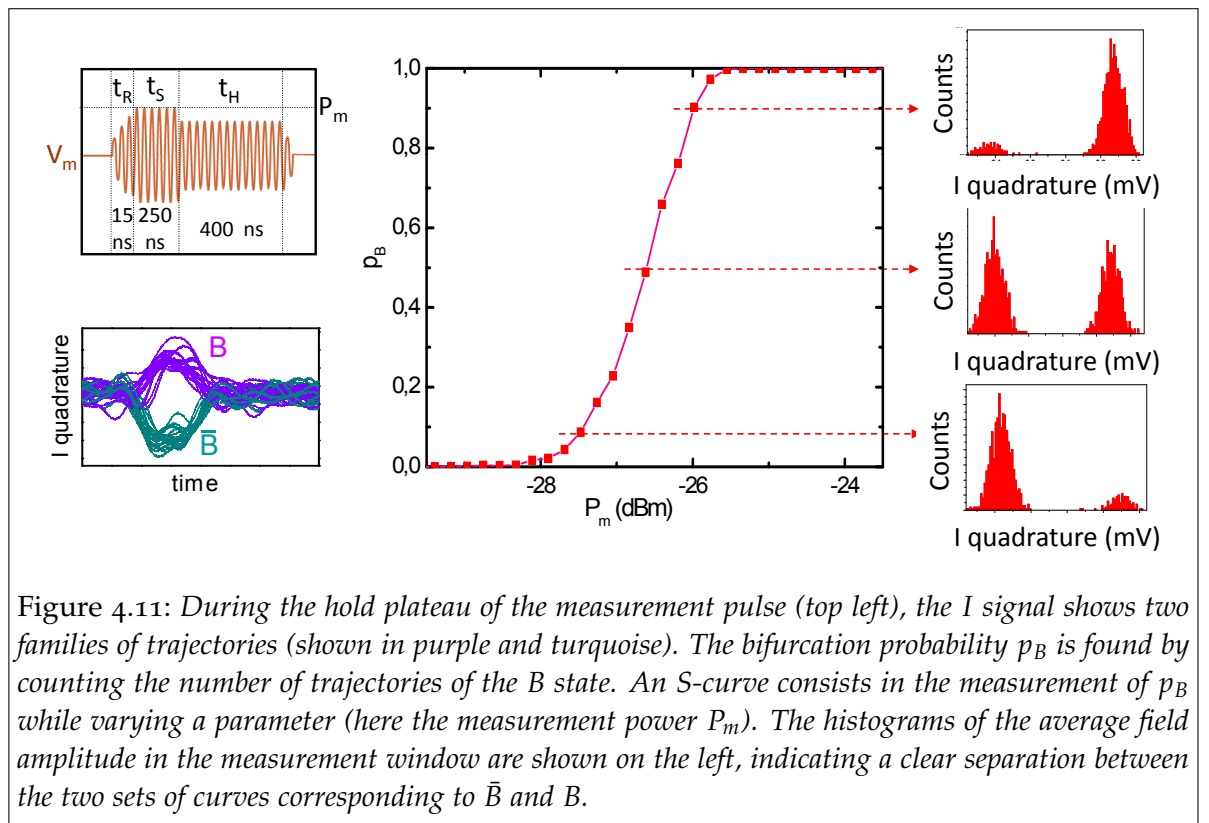 t_R t_S t_H
P_m
V_m
15 ns
250 ns
400 ns
I quadrature
B
B̄
time
1,0
0,8
0,6
0,4
0,2
0,0
p_B
-28 -26 -24
P_m (dBm)
Counts
I quadrature (mV)
Counts
I quadrature (mV)
Counts
I quadrature (mV)
Figure 4.11: During the hold plateau of the measurement pulse (top left), the I signal shows two
families of trajectories (shown in purple and turquoise). The bifurcation probability p_B is found by
counting the number of trajectories of the B state. An S-curve consists in the measurement of p_B
while varying a parameter (here the measurement power P_m). The histograms of the average field
amplitude in the measurement window are shown on the left, indicating a clear separation between
the two sets of curves corresponding to B̄ and B.